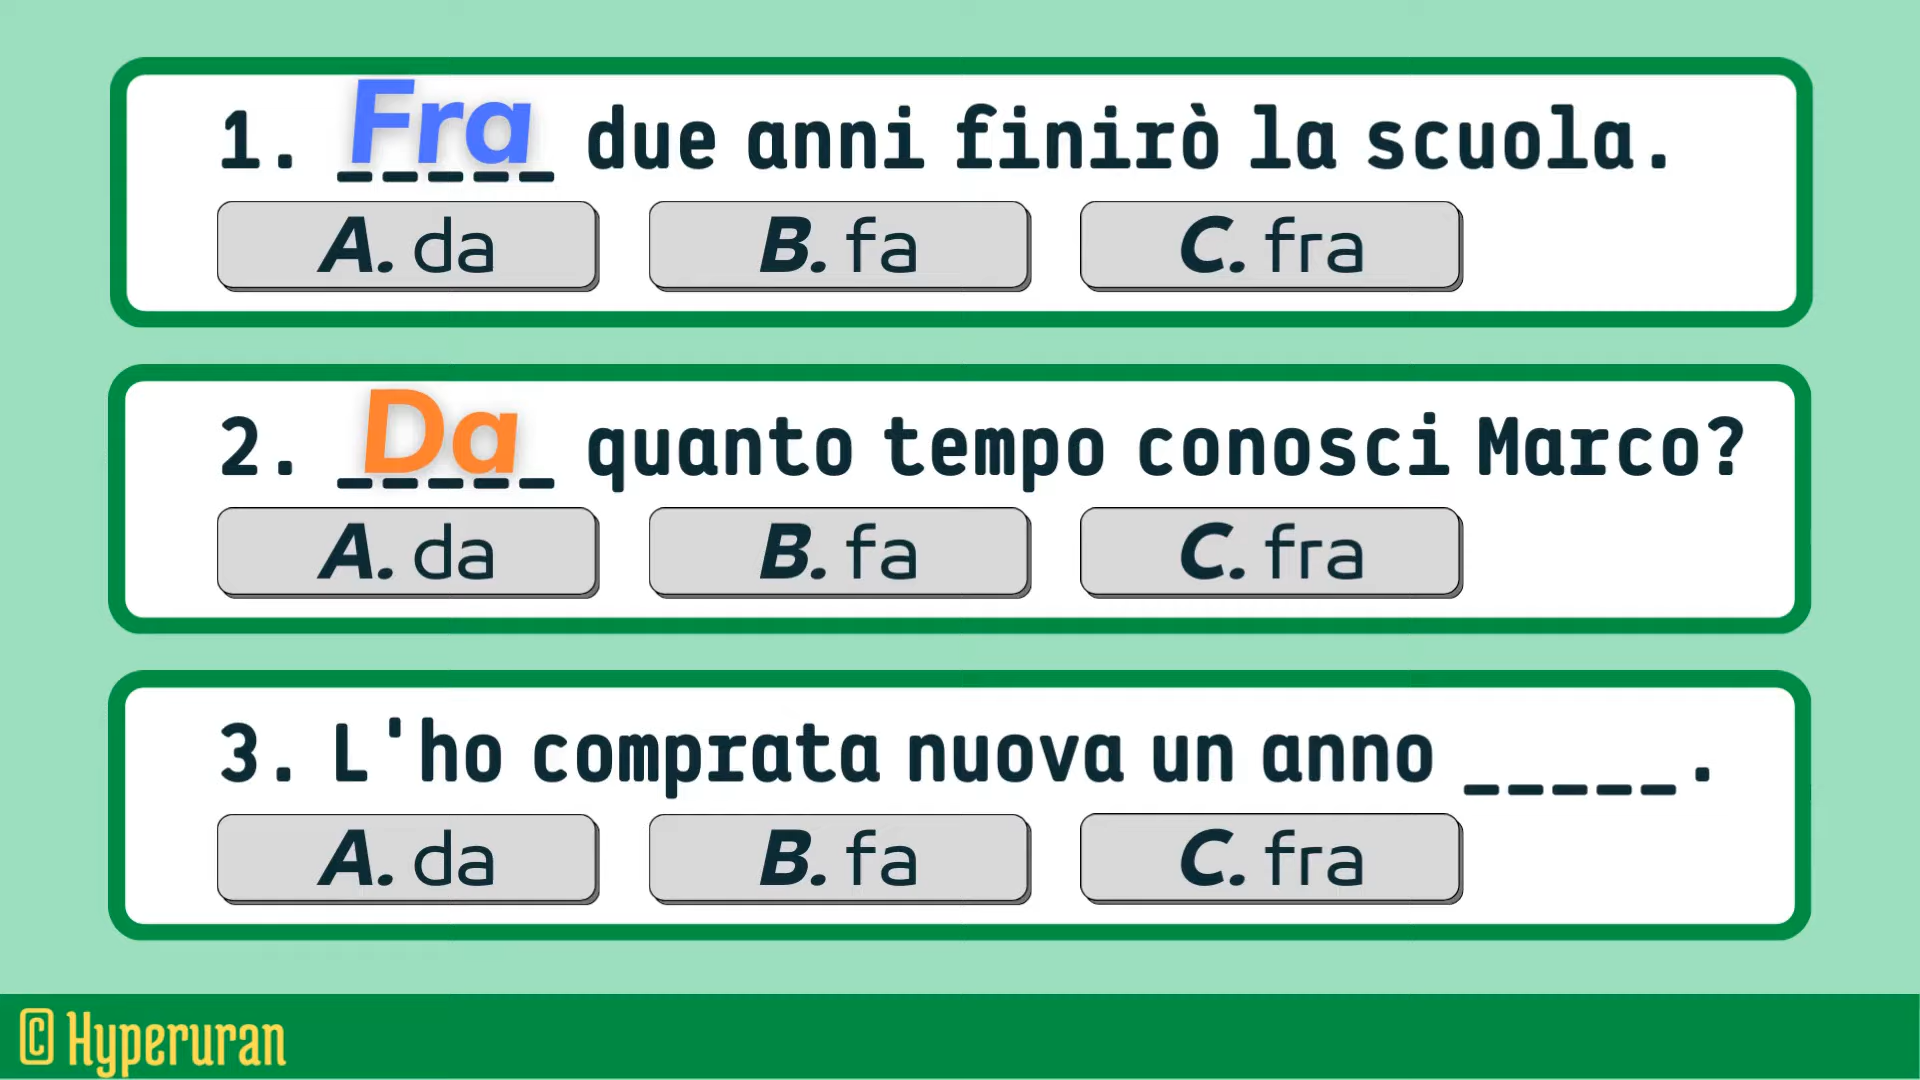 1. Fra due anni finirò la scuola.
A. da B. fa C. fra
2. Da quanto tempo conosci Marco?
A. da B. fa C. fra
3. L'ho comprata nuova un anno _____.
A. da B. fa C. fra
© Hyperuran